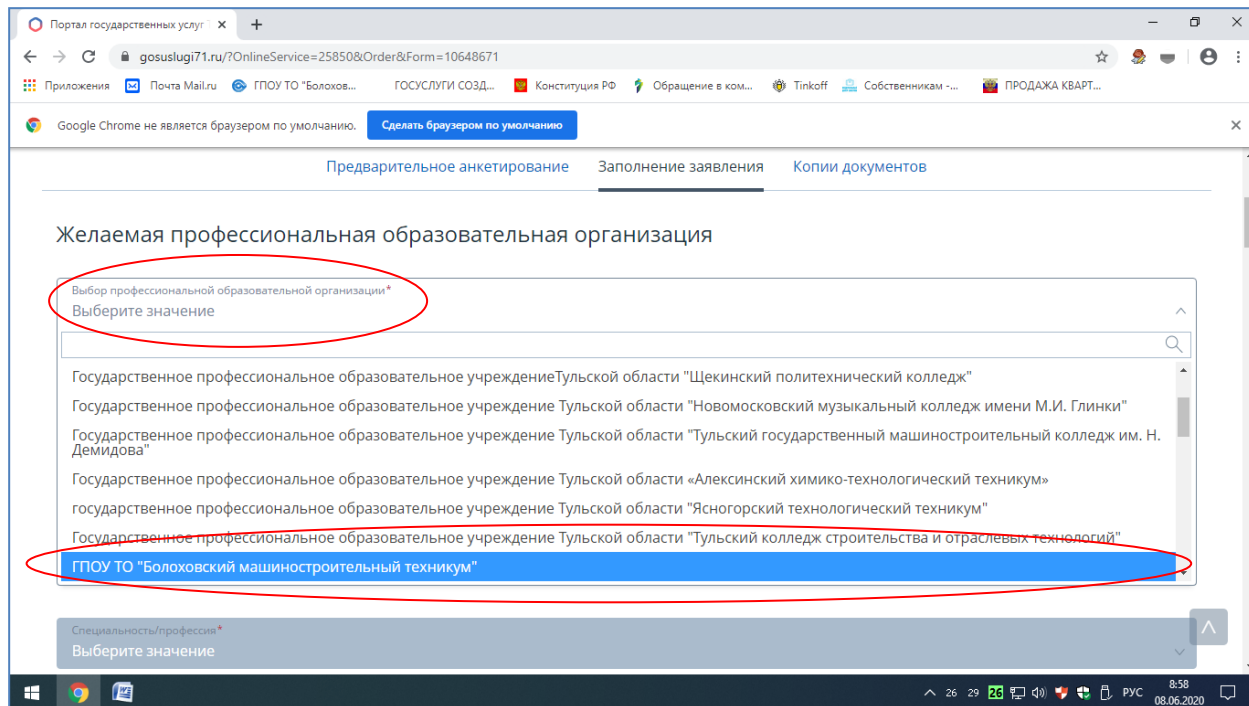 Портал государственных услуг
gosuslugi71.ru/?OnlineService=25850&Order&Form=10648671
Приложения Почта Mail.ru ГПОУ ТО "Болохов... ГОСУСЛУГИ СОЗД... Конституция РФ Обращение в ком... Tinkoff Собственникам -... ПРОДАЖА КВАРТ...
Google Chrome не является браузером по умолчанию. Сделать браузером по умолчанию
Предварительное анкетирование Заполнение заявления Копии документов
Желаемая профессиональная образовательная организация
Выбор профессиональной образовательной организации*
Выберите значение
Государственное профессиональное образовательное учреждениеТульской области "Щекинский политехнический колледж"
Государственное профессиональное образовательное учреждение Тульской области "Новомосковский музыкальный колледж имени М.И. Глинки"
Государственное профессиональное образовательное учреждение Тульской области "Тульский государственный машиностроительный колледж им. Н.
Демидова"
Государственное профессиональное образовательное учреждение Тульской области «Алексинский химико-технологический техникум»
государственное профессиональное образовательное учреждение Тульской области "Ясногорский технологический техникум"
Государственное профессиональное образовательное учреждение Тульской области "Тульский колледж строительства и отраслевых технологий"
ГПОУ ТО "Болоховский машиностроительный техникум"
Специальность/профессия*
Выберите значение
26 29 26 РУС 8:58
08.06.2020